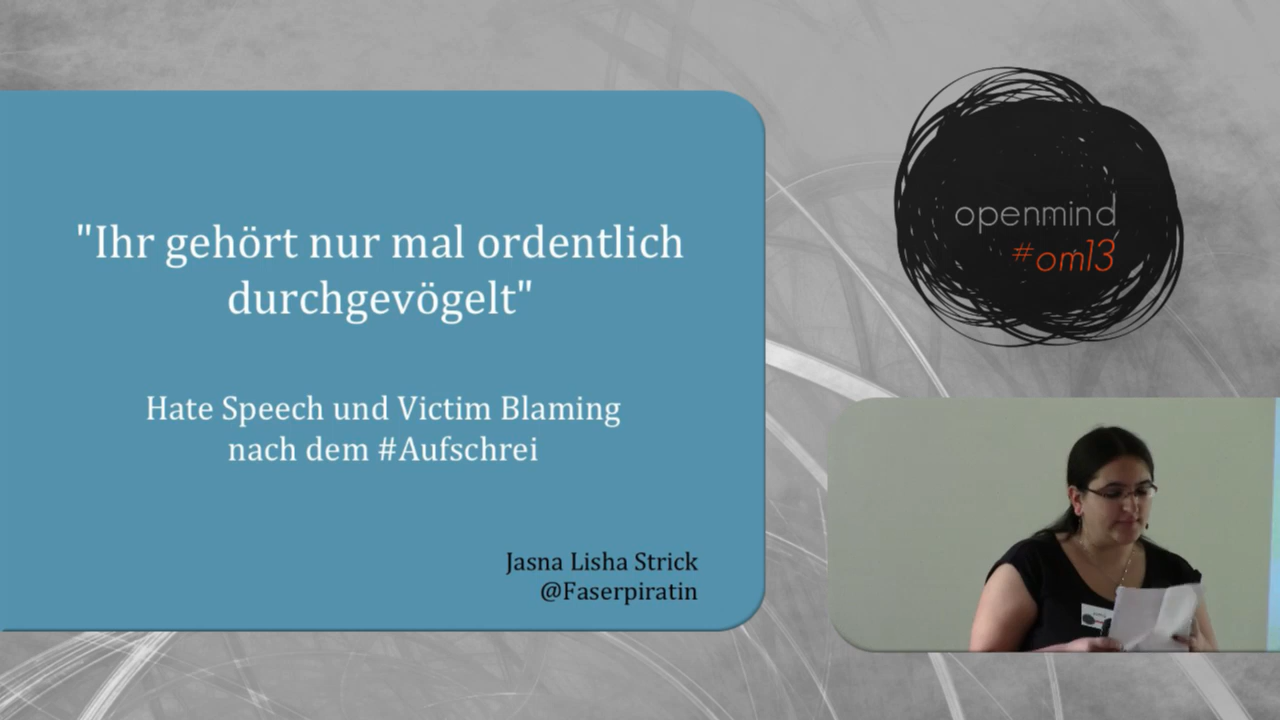 "Ihr gehört nur mal ordentlich
durchgevögelt"
Hate Speech und Victim Blaming
nach dem #Aufschrei
Jasna Lisha Strick
@Faserpiratin
openmind
#om13